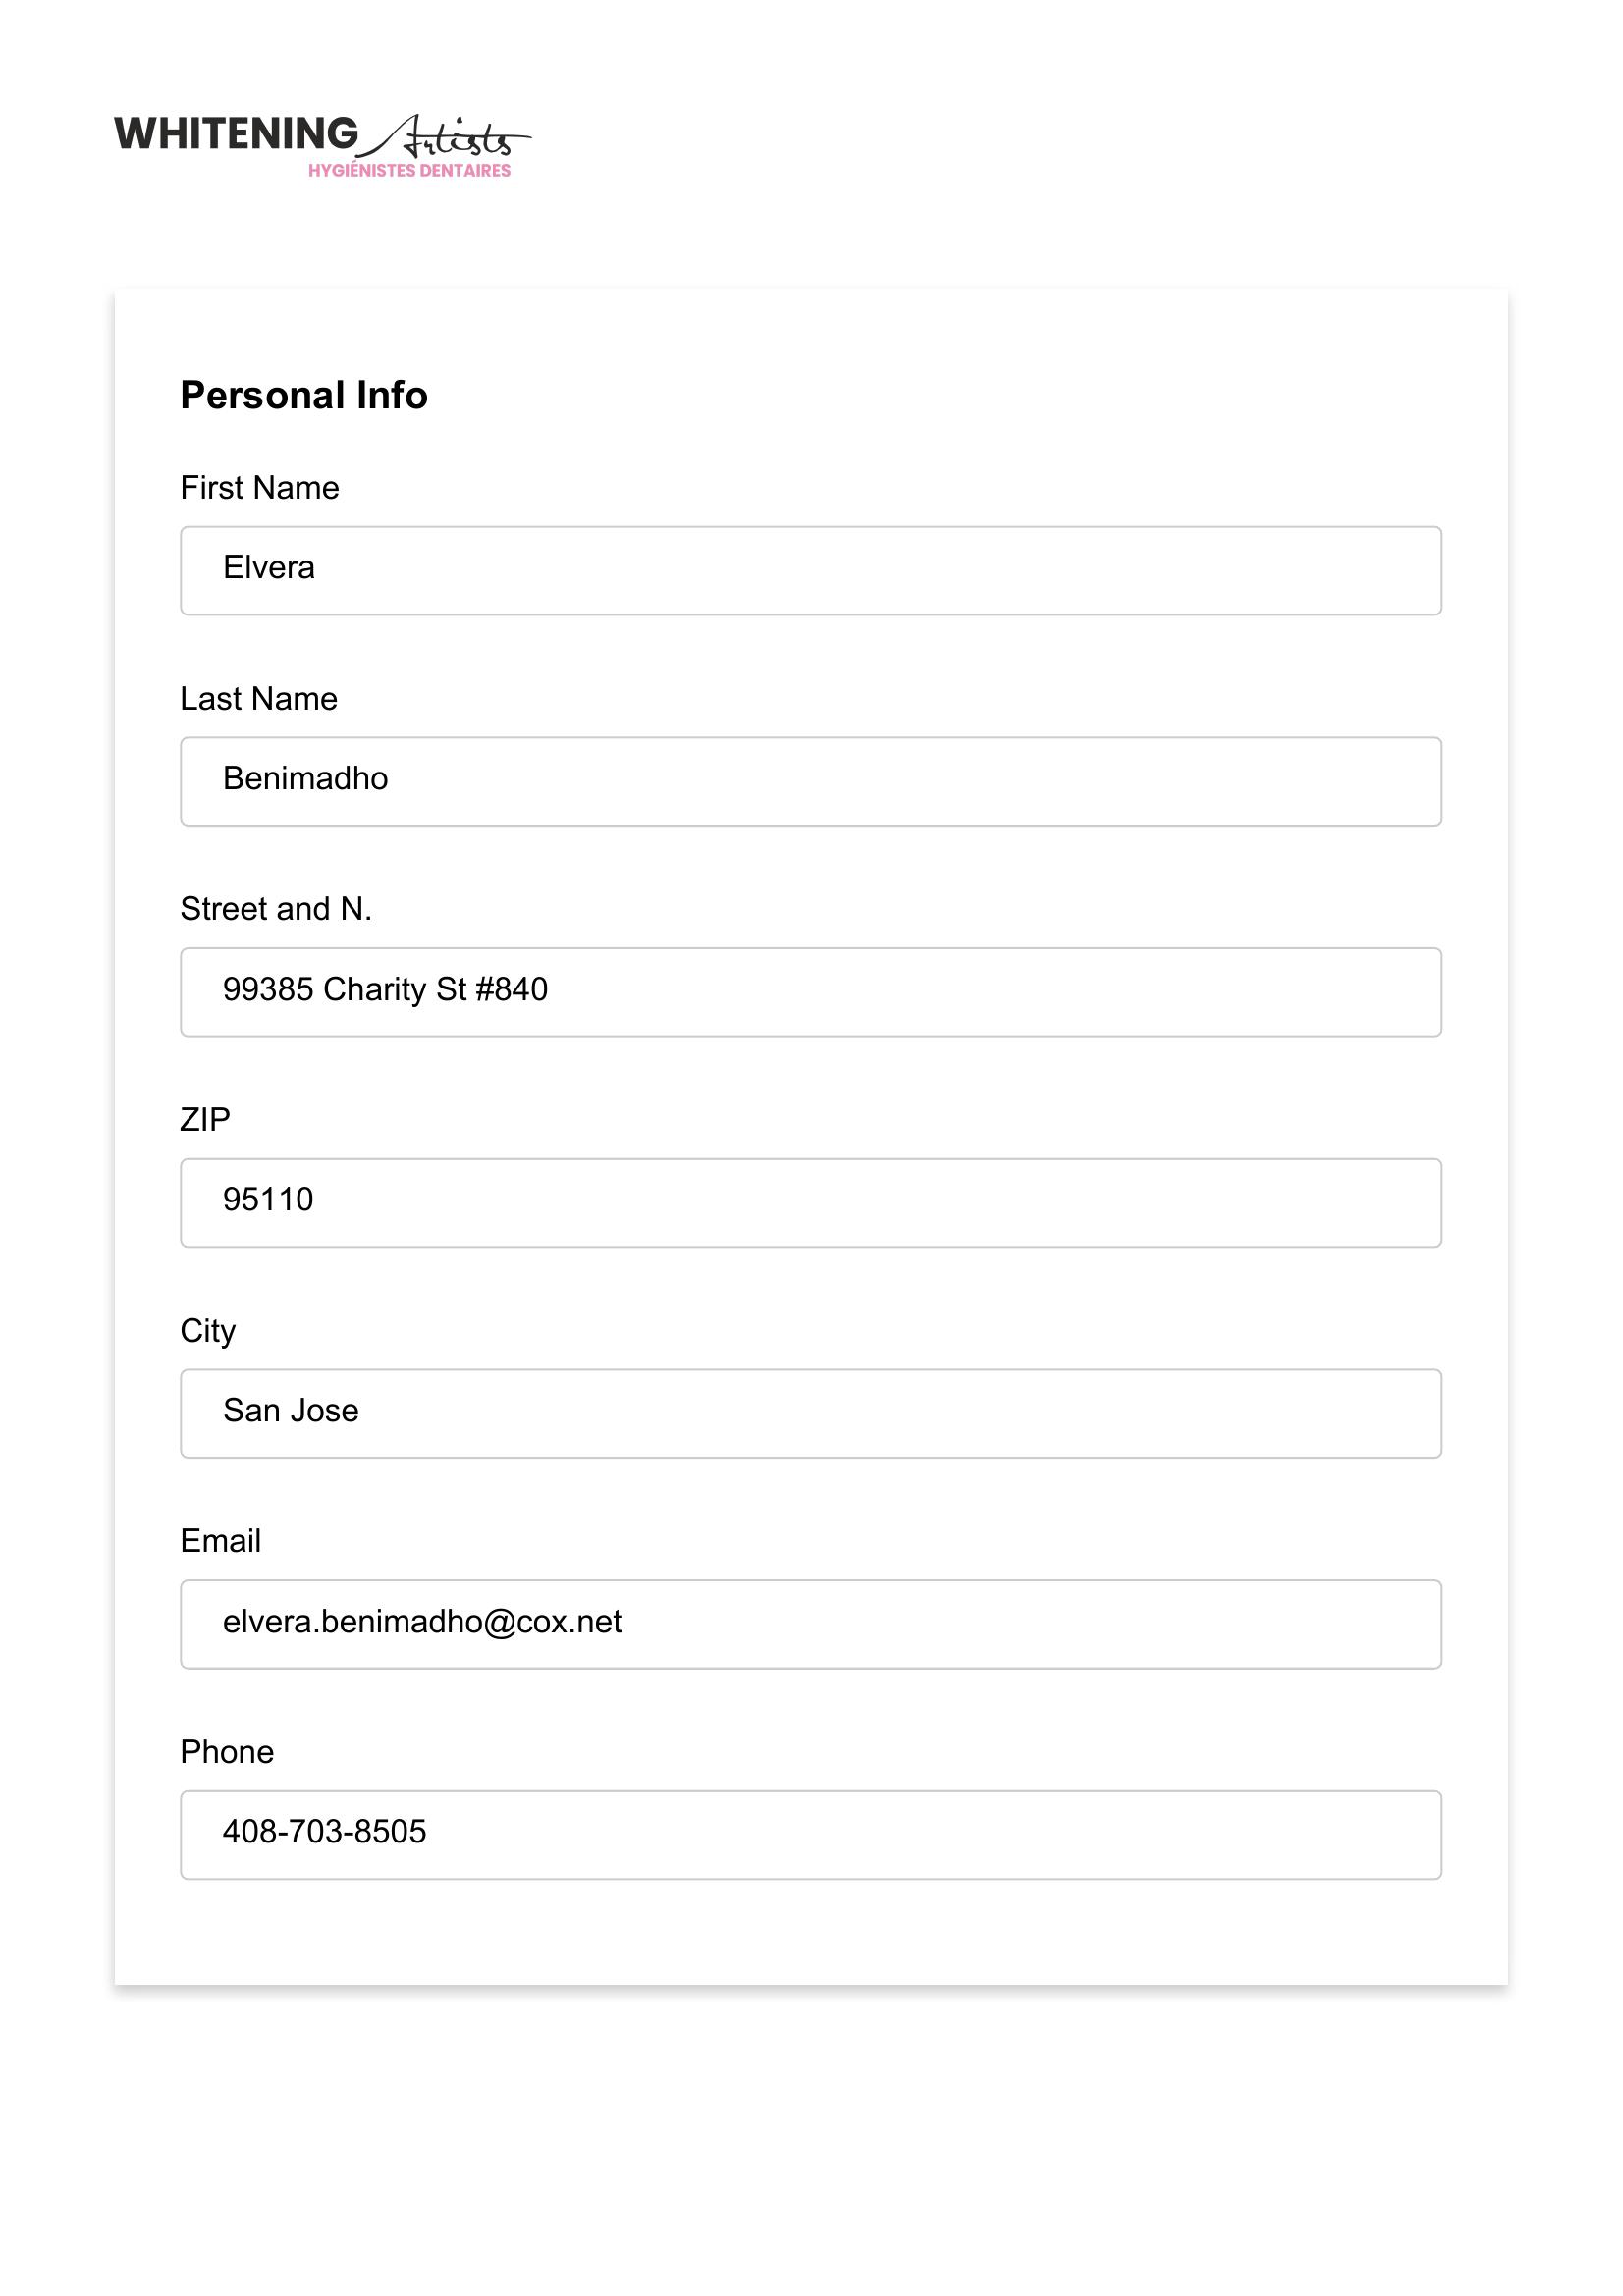 WHITENING Artists
HYGIÉNISTES DENTAIRES
Personal Info
First Name
Elvera
Last Name
Benimadho
Street and N.
99385 Charity St #840
ZIP
95110
City
San Jose
Email
elvera.benimadho@cox.net
Phone
408-703-8505